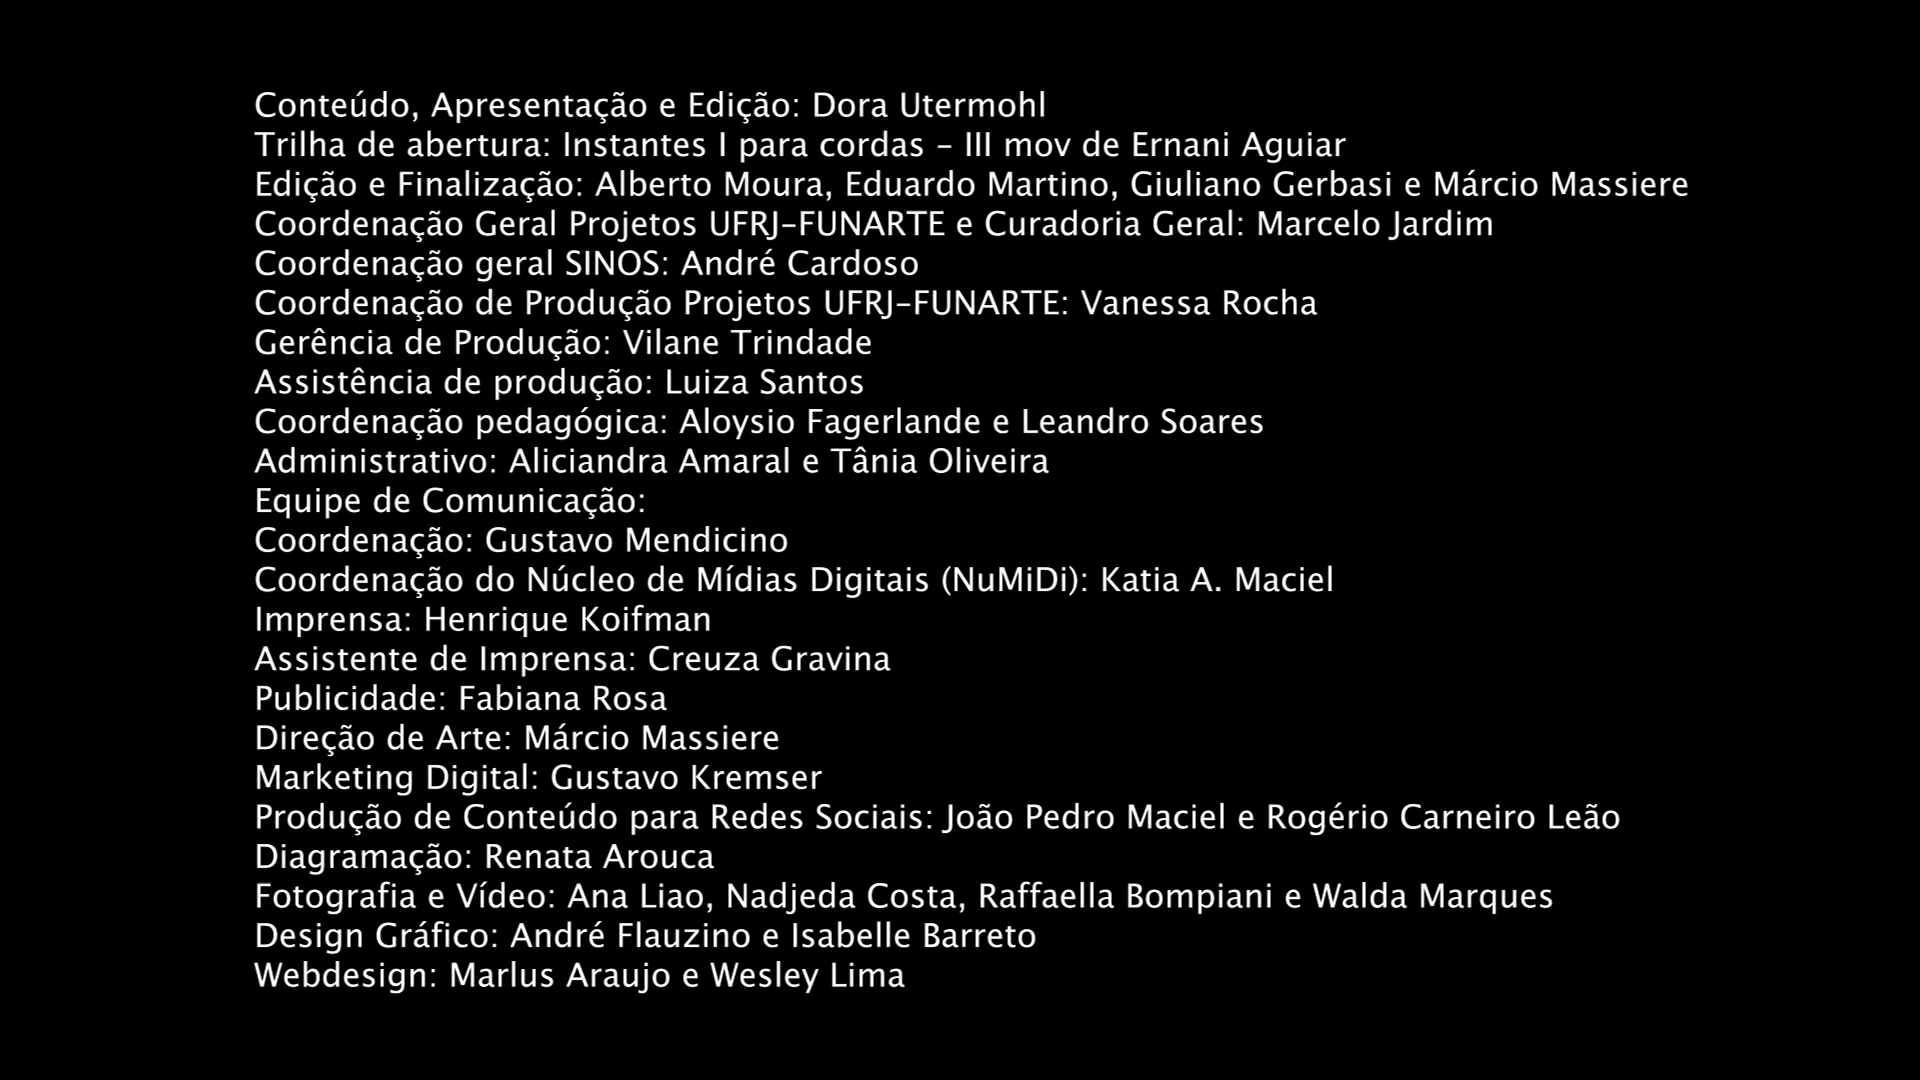 Conteúdo, Apresentação e Edição: Dora Utermohl
Trilha de abertura: Instantes I para cordas – III mov de Ernani Aguiar
Edição e Finalização: Alberto Moura, Eduardo Martino, Giuliano Gerbasi e Márcio Massiere
Coordenação Geral Projetos UFRJ–FUNARTE e Curadoria Geral: Marcelo Jardim
Coordenação geral SINOS: André Cardoso
Coordenação de Produção Projetos UFRJ–FUNARTE: Vanessa Rocha
Gerência de Produção: Vilane Trindade
Assistência de produção: Luiza Santos
Coordenação pedagógica: Aloysio Fagerlande e Leandro Soares
Administrativo: Aliciandra Amaral e Tânia Oliveira
Equipe de Comunicação:
Coordenação: Gustavo Mendicino
Coordenação do Núcleo de Mídias Digitais (NuMiDi): Katia A. Maciel
Imprensa: Henrique Koifman
Assistente de Imprensa: Creuza Gravina
Publicidade: Fabiana Rosa
Direção de Arte: Márcio Massiere
Marketing Digital: Gustavo Kremser
Produção de Conteúdo para Redes Sociais: João Pedro Maciel e Rogério Carneiro Leão
Diagramação: Renata Arouca
Fotografia e Vídeo: Ana Liao, Nadjeda Costa, Raffaella Bompiani e Walda Marques
Design Gráfico: André Flauzino e Isabelle Barreto
Webdesign: Marlus Araujo e Wesley Lima